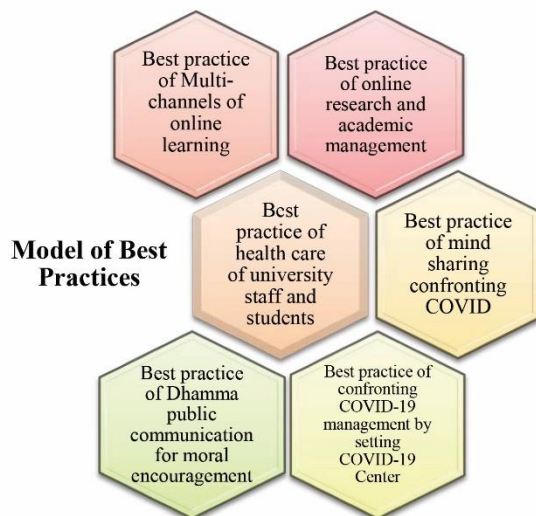 Best practice
of Multi-
channels of
online
learning
Best practice
of online
research and
academic
management
Model of Best
Practices
Best
practice of
health care
of university
staff and
students
Best practice
of mind
sharing
confronting
COVID
Best practice
of Dhamma
public
communication
for moral
encouragement
Best practice of
confronting
COVID-19
management by
setting
COVID-19
Center